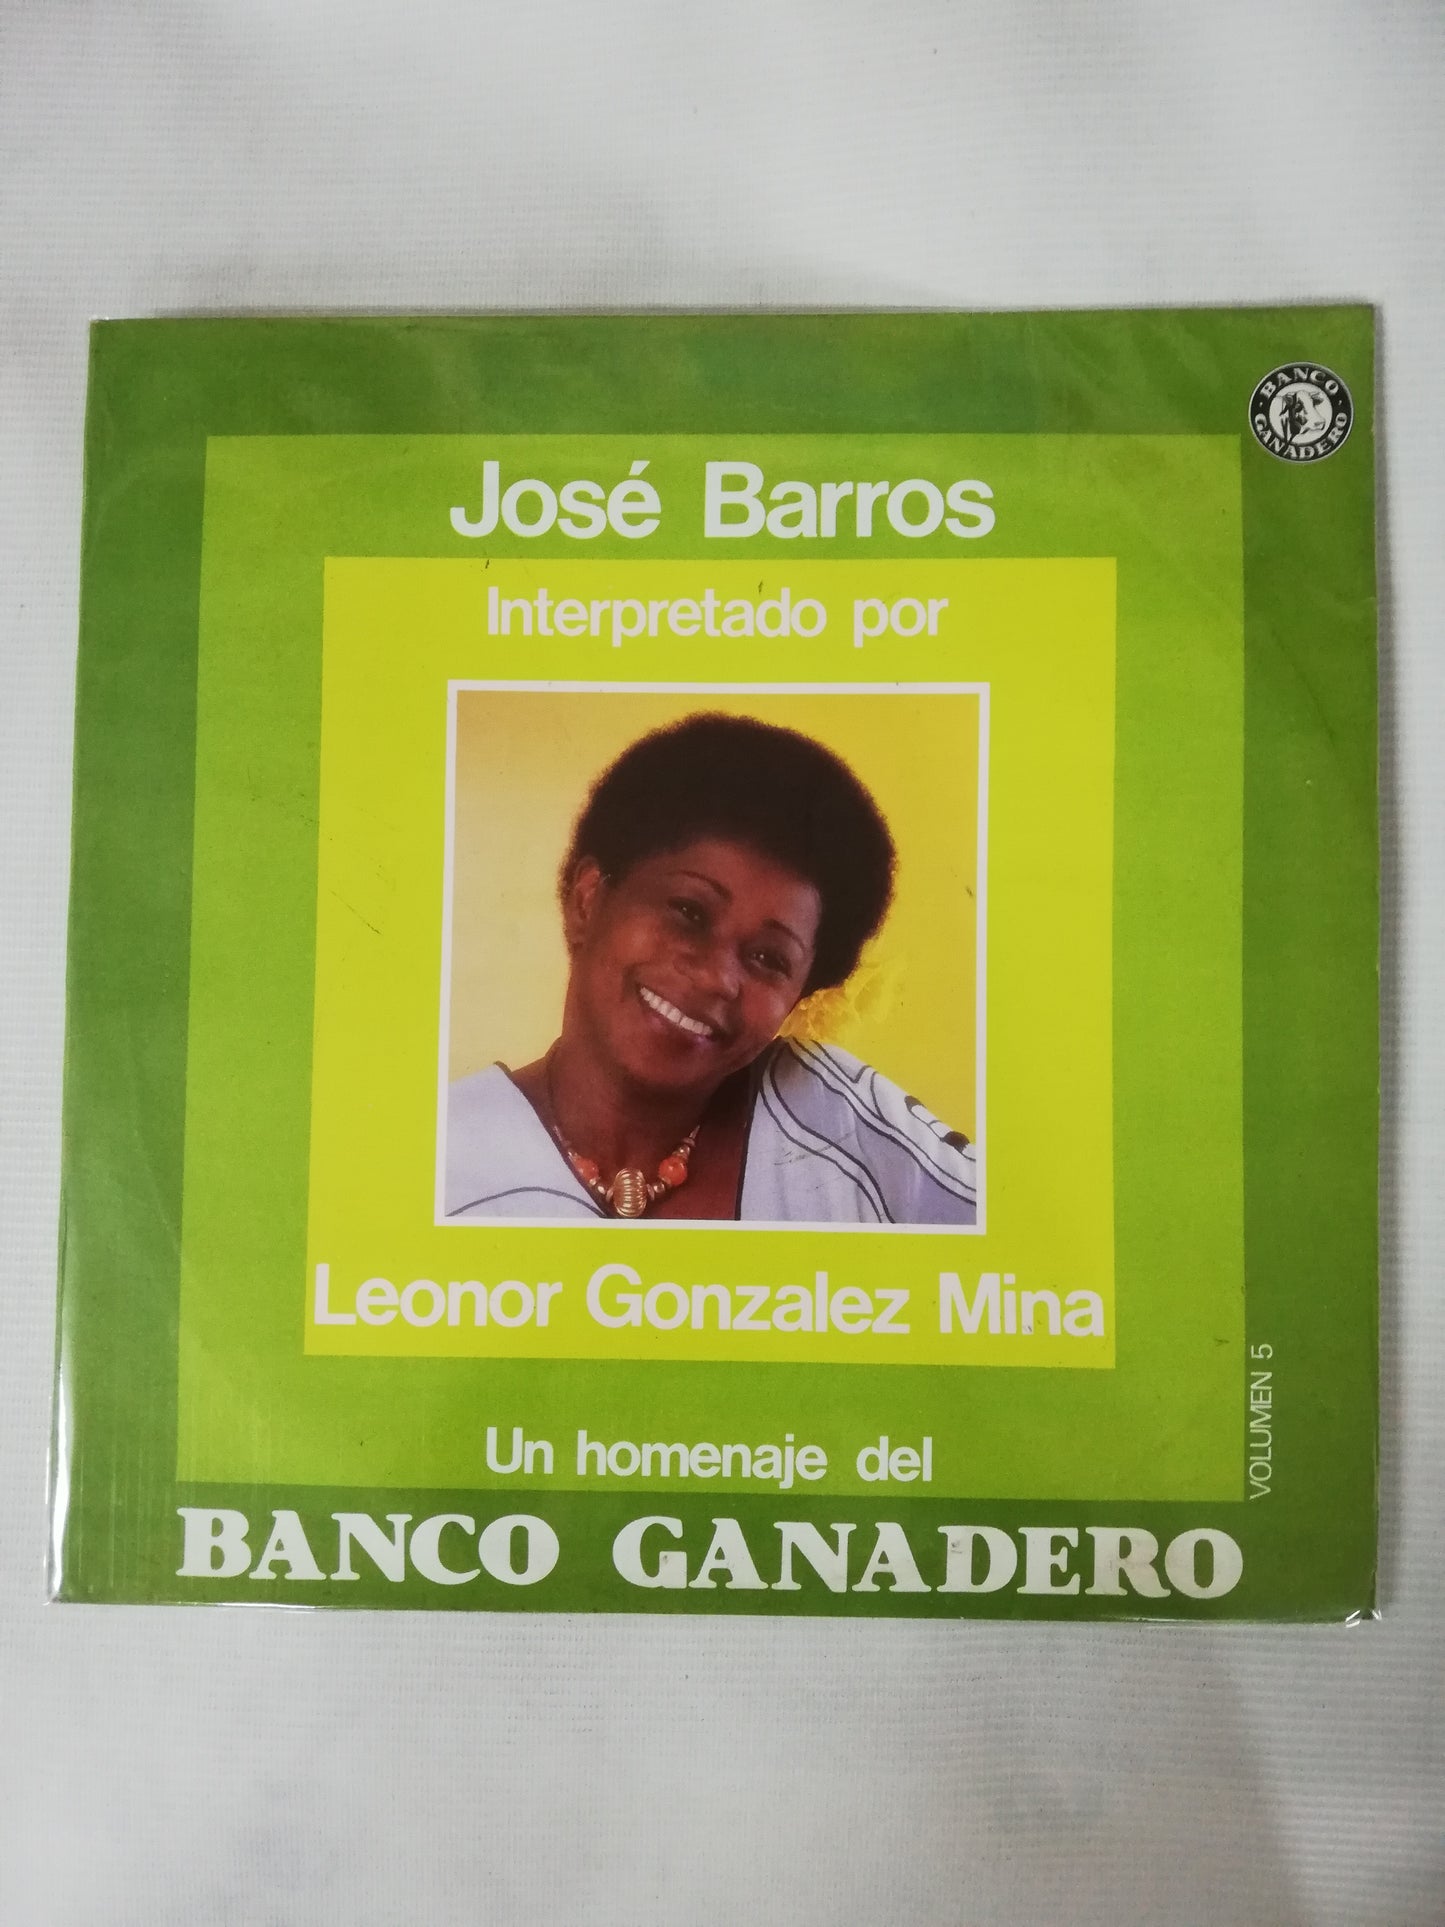 BANCO GANADERO
José Barros
Interpretado por
Leonor Gonzalez Mina
VOLUMEN 5
Un homenaje del
BANCO GANADERO